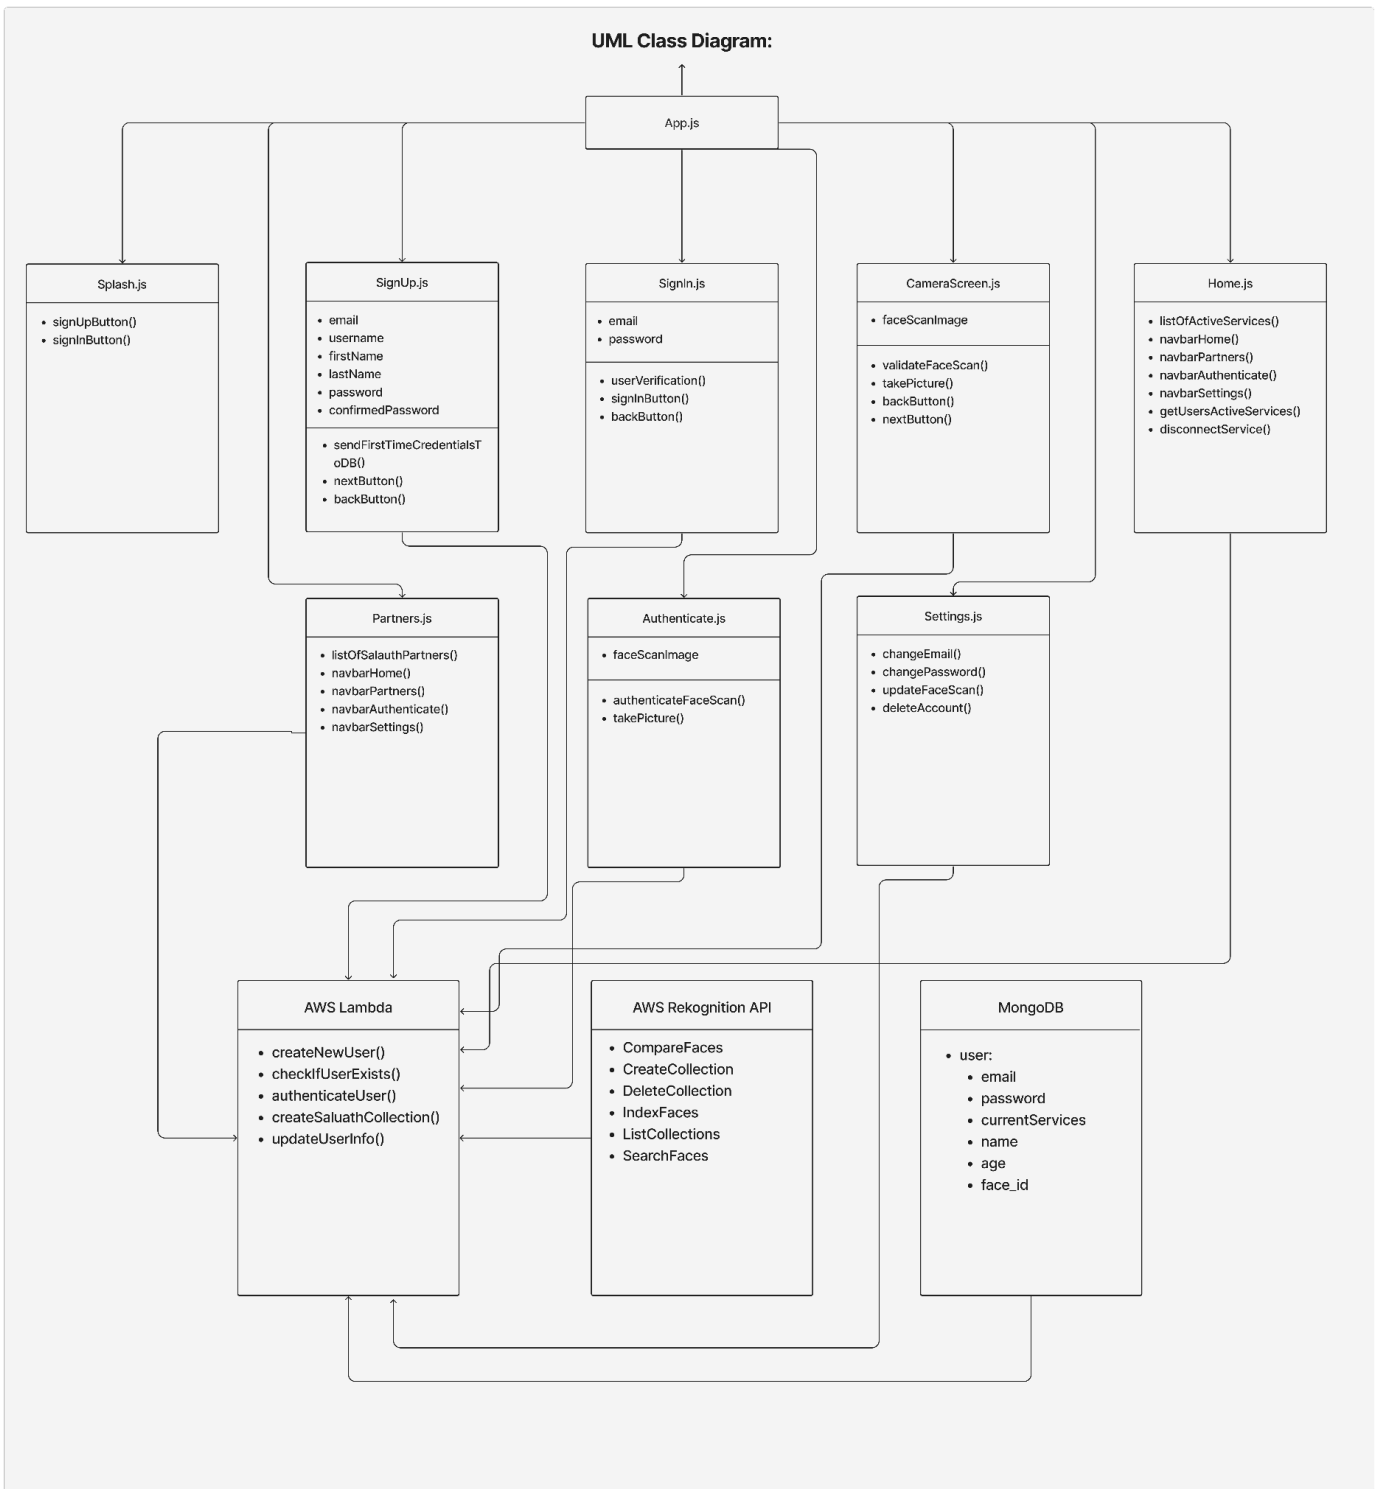 UML Class Diagram:
App.js
Splash.js
• signUpButton()
• signInButton()
SignUp.js
• email
• username
• firstName
• lastName
• password
• confirmedPassword
• sendFirstTimeCredentialsT
oDB()
• nextButton()
• backButton()
SignIn.js
• email
• password
• userVerification()
• signInButton()
• backButton()
CameraScreen.js
• faceScanImage
• validateFaceScan()
• takePicture()
• backButton()
• nextButton()
Home.js
• listOfActiveServices()
• navbarHome()
• navbarPartners()
• navbarAuthenticate()
• navbarSettings()
• getUsersActiveServices()
• disconnectService()
Partners.js
• listOfSalauthPartners()
• navbarHome()
• navbarPartners()
• navbarAuthenticate()
• navbarSettings()
Authenticate.js
• faceScanImage
• authenticateFaceScan()
• takePicture()
Settings.js
• changeEmail()
• changePassword()
• updateFaceScan()
• deleteAccount()
AWS Lambda
• createNewUser()
• checkIfUserExists()
• authenticateUser()
• createSaluathCollection()
• updateUserInfo()
AWS Rekognition API
• CompareFaces
• CreateCollection
• DeleteCollection
• IndexFaces
• ListCollections
• SearchFaces
MongoDB
• user:
• email
• password
• currentServices
• name
• age
• face_id